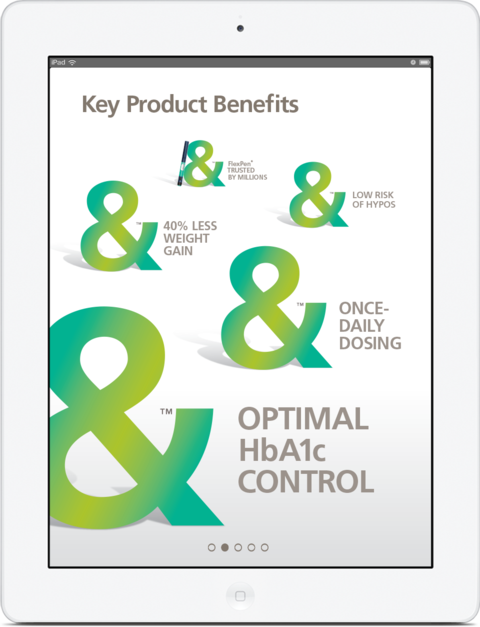 iPad
Key Product Benefits
&
FlexPen®
TRUSTED
BY MILLIONS
&™
LOW RISK
OF HYPOS
&™
40% LESS
WEIGHT
GAIN
&™
ONCE-
DAILY
DOSING
&™
OPTIMAL
HbA1c
CONTROL